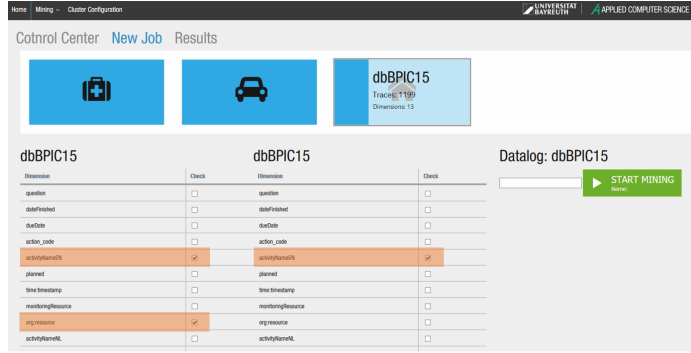 Home Mining Cluster Configuration
UNIVERSITÄT BAYREUTH APPLIED COMPUTER SCIENCE
Cotnrol Center New Job Results
dbBPIC15
Traces: 1199
Dimensions: 13
dbBPIC15 dbBPIC15 Datalog: dbBPIC15
Dimension Check Dimension Check
START MINING
Name:
question question
dateFinished dateFinished
dueDate dueDate
action_code action_code
activityNameEN activityNameEN
planned planned
time:timestamp time:timestamp
monitoringResource monitoringResource
org:resource org:resource
activityNameNL activityNameNL